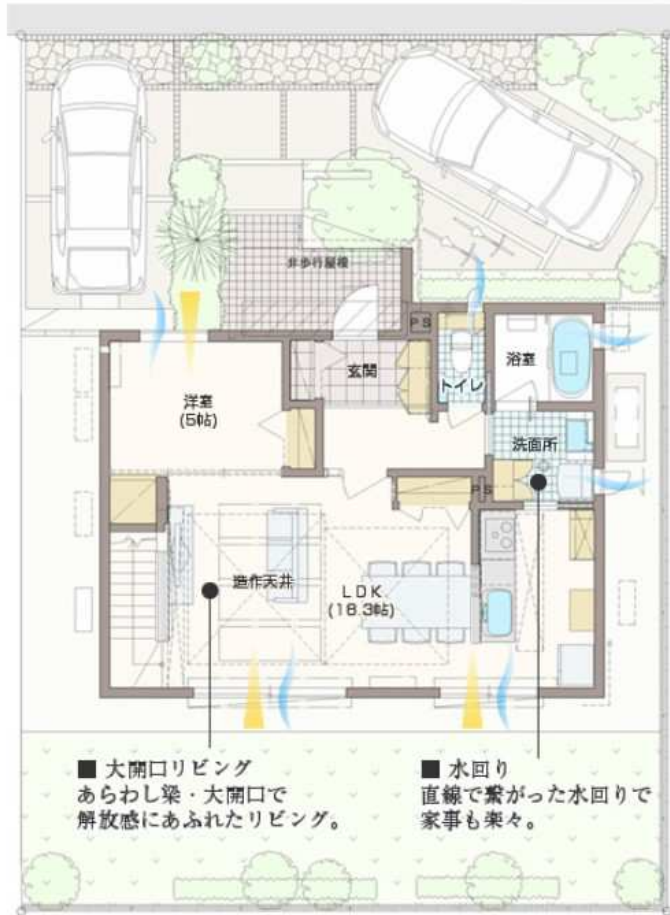 非歩行屋根
PS
玄関
トイレ
浴室
洋室
(5帖)
洗面所
PS
造作天井
LDK
(18.3帖)
■ 大開口リビング
あらわし梁・大開口で
解放感にあふれたリビング。
■ 水回り
直線で繋がった水回りで
家事も楽々。